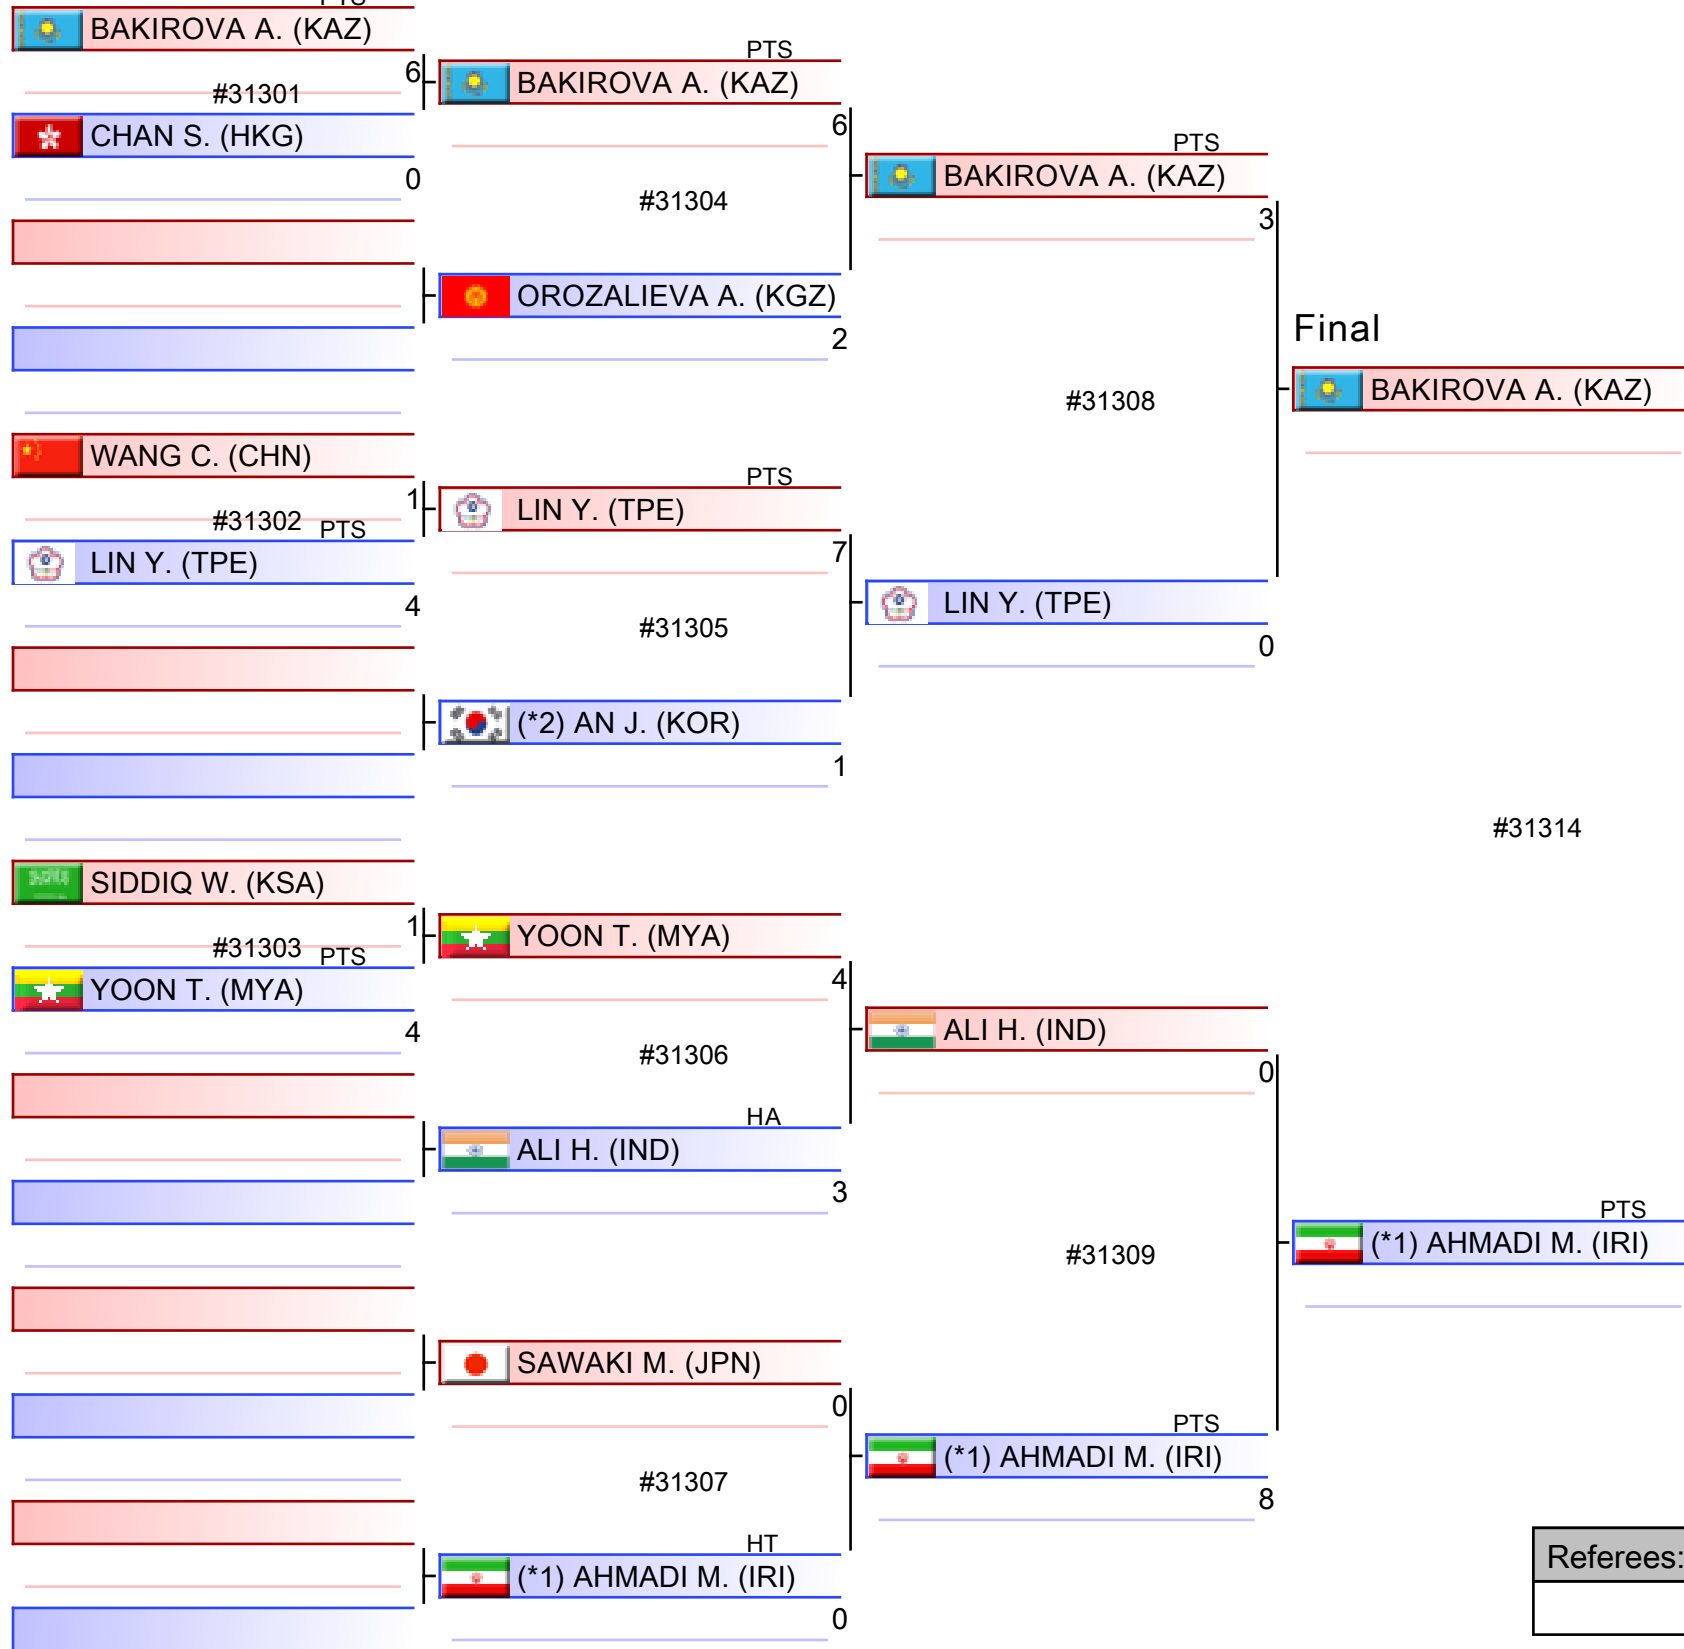 PTS
BAKIROVA A. (KAZ)
6
#31301
CHAN S. (HKG)
0
WANG C. (CHN)
1
#31302
PTS
LIN Y. (TPE)
4
SIDDIQ W. (KSA)
1
#31303
PTS
YOON T. (MYA)
4
PTS
BAKIROVA A. (KAZ)
6
#31304
OROZALIEVA A. (KGZ)
2
PTS
LIN Y. (TPE)
7
#31305
(*2) AN J. (KOR)
1
YOON T. (MYA)
4
#31306
HA
ALI H. (IND)
3
SAWAKI M. (JPN)
0
#31307
HT
(*1) AHMADI M. (IRI)
0
PTS
BAKIROVA A. (KAZ)
3
#31308
LIN Y. (TPE)
0
ALI H. (IND)
0
#31309
PTS
(*1) AHMADI M. (IRI)
8
Final
BAKIROVA A. (KAZ)
#31314
PTS
(*1) AHMADI M. (IRI)
Referees: